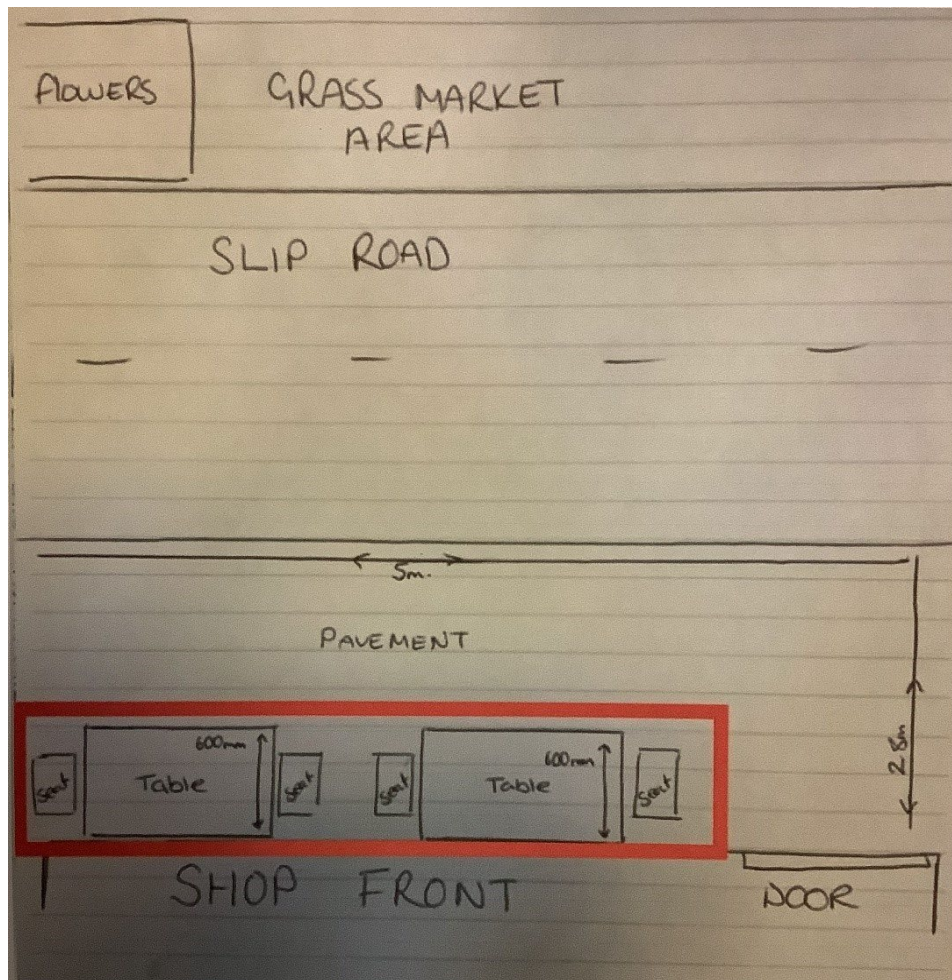 flOWERS
GRASS MARKET
AREA
SLIP ROAD
5m.
PAVEMENT
2.8m
600mm
600mm
Seat
Table
Seat
Seat
Table
Seat
SHOP FRONT
DOOR